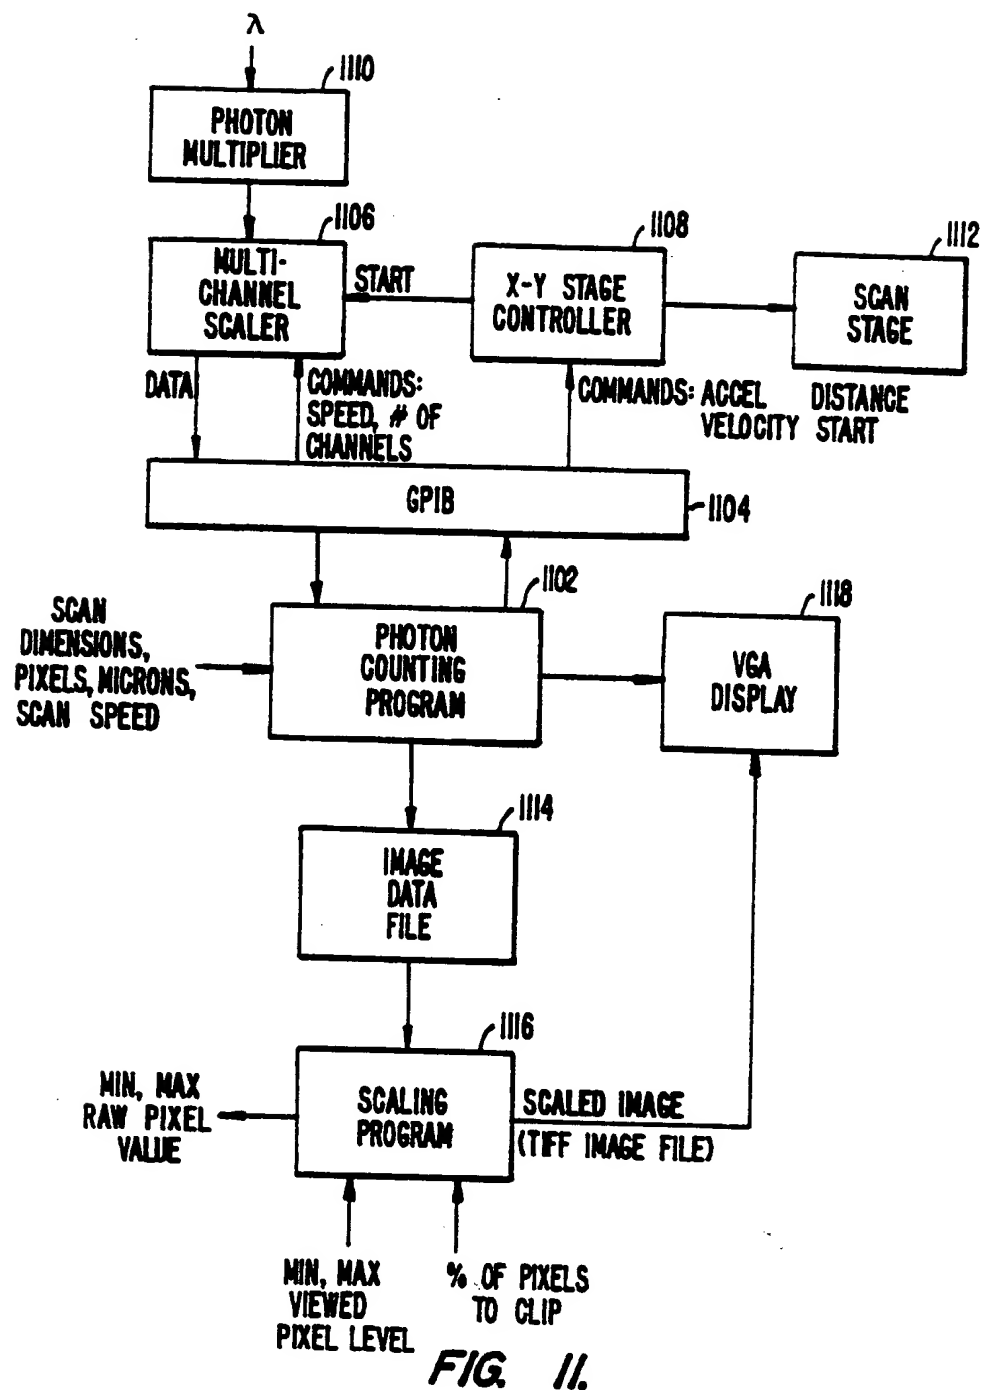 λ
1110
PHOTON
MULTIPLIER
1106
MULTI-
CHANNEL
SCALER
START
1108
X-Y STAGE
CONTROLLER
1112
SCAN
STAGE
DATA
COMMANDS:
SPEED, # OF
CHANNELS
COMMANDS: ACCEL DISTANCE
VELOCITY START
GPIB
1104
1102
SCAN
DIMENSIONS,
PIXELS, MICRONS,
SCAN SPEED
PHOTON
COUNTING
PROGRAM
1118
VGA
DISPLAY
1114
IMAGE
DATA
FILE
1116
SCALING
PROGRAM
MIN, MAX
RAW PIXEL
VALUE
SCALED IMAGE
(TIFF IMAGE FILE)
MIN, MAX
VIEWED
PIXEL LEVEL
% OF PIXELS
TO CLIP
FIG. 11.